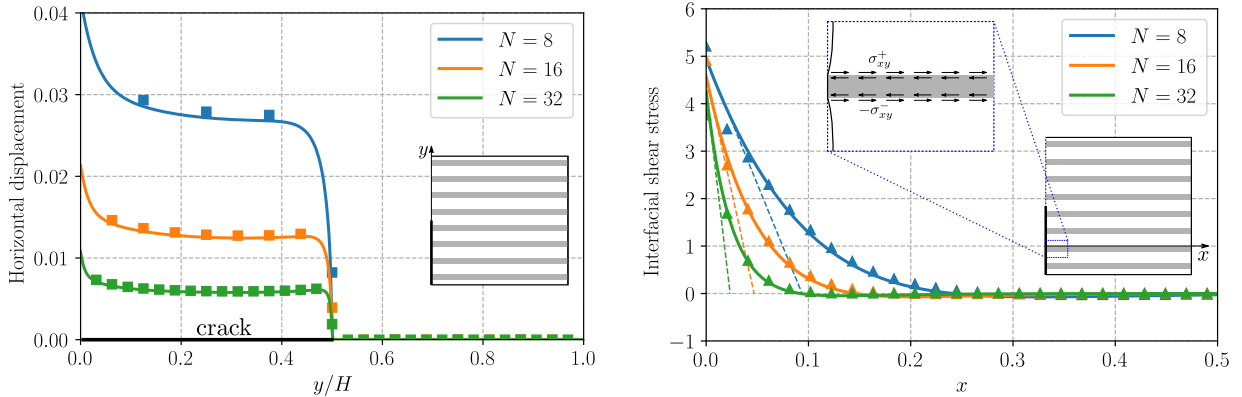 0.04
0.03
0.02
0.01
0.00
Horizontal displacement
N = 8
N = 16
N = 32
y
crack
0.0 0.2 0.4 0.6 0.8 1.0
y/H
6
5
4
3
2
1
0
−1
Interfacial shear stress
σ⁺xy
−σ⁻xy
N = 8
N = 16
N = 32
x
0.0 0.1 0.2 0.3 0.4 0.5
x